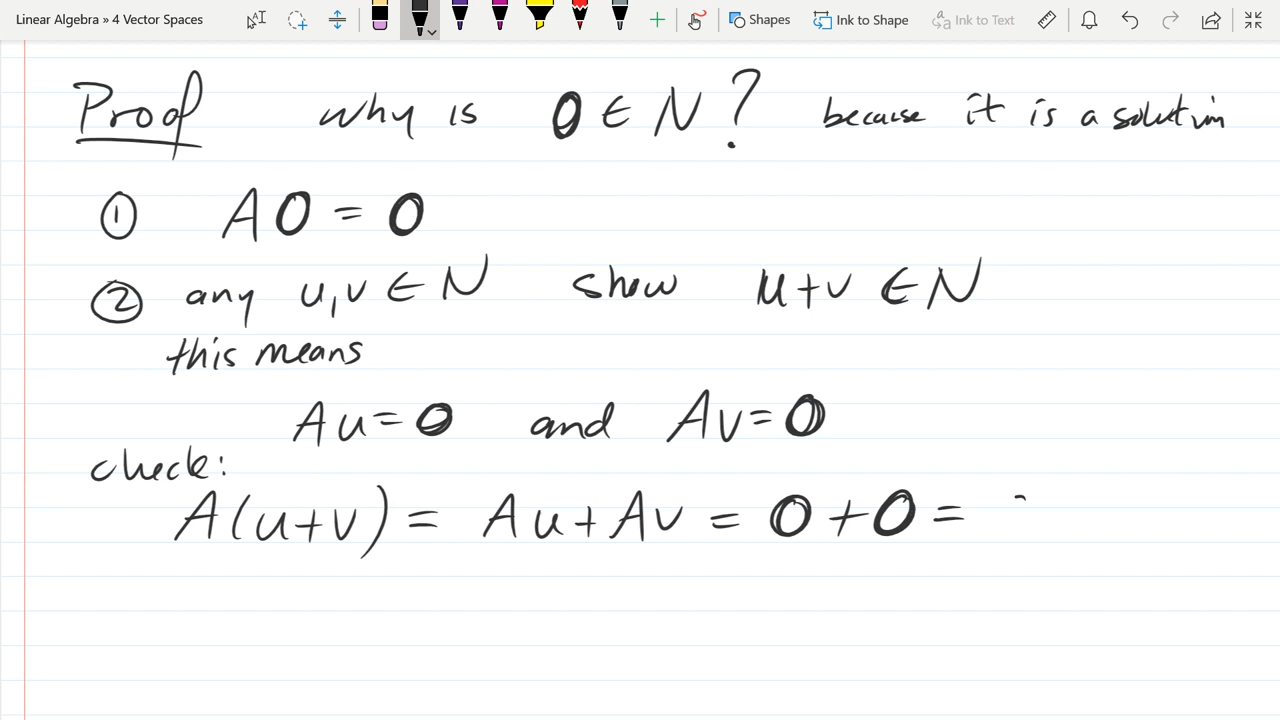 Linear Algebra » 4 Vector Spaces Shapes Ink to Shape Ink to Text
Proof why is 0 ∈ N? because it is a solution
① A0 = 0
② any u,v ∈ N show u+v ∈ N
this means
Au=0 and Av=0
check:
A(u+v) = Au+Av = 0+0 =